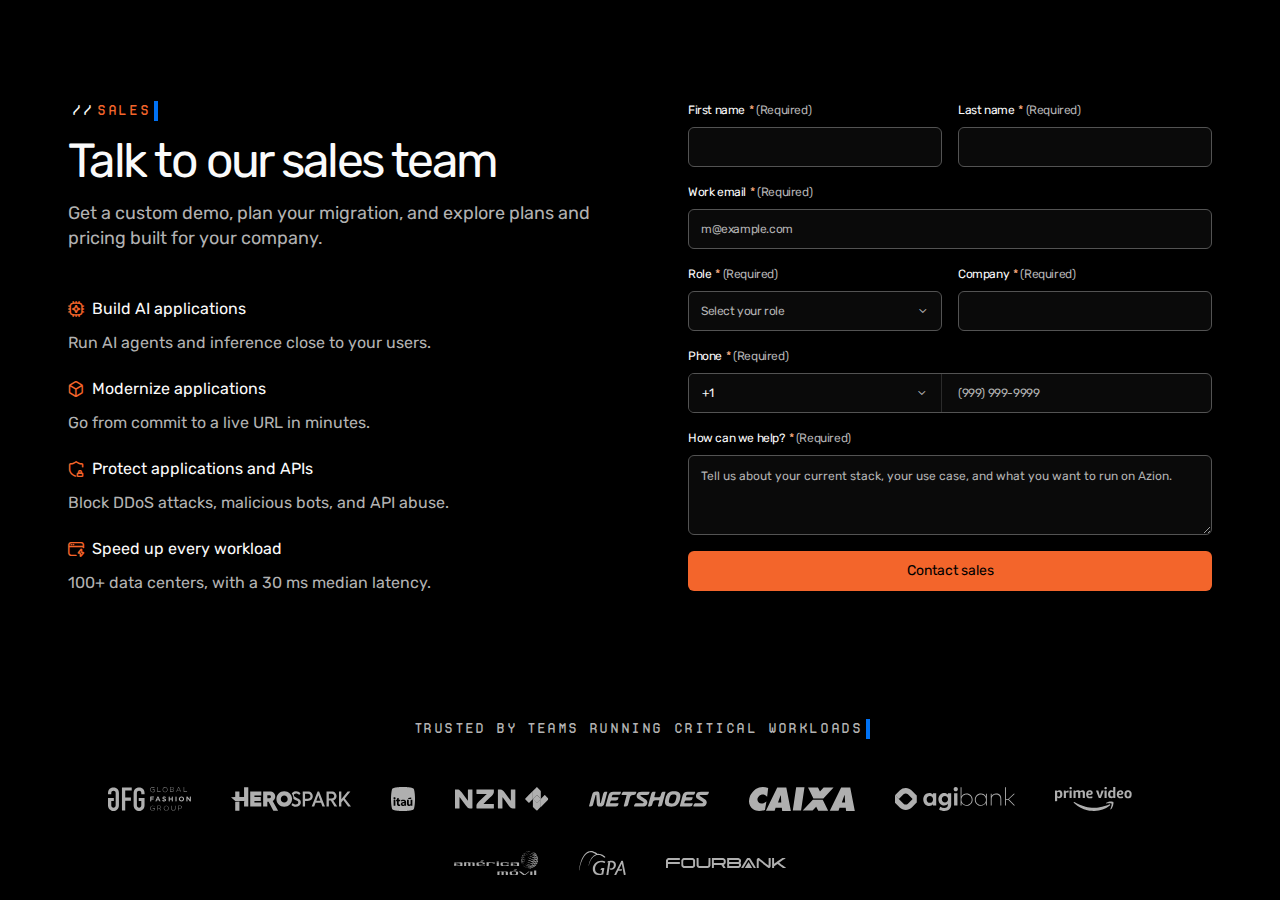 // SALES
Talk to our sales team
Get a custom demo, plan your migration, and explore plans and
pricing built for your company.
Build AI applications
Run AI agents and inference close to your users.
Modernize applications
Go from commit to a live URL in minutes.
Protect applications and APIs
Block DDoS attacks, malicious bots, and API abuse.
Speed up every workload
100+ data centers, with a 30 ms median latency.
First name * (Required)
Last name * (Required)
Work email * (Required)
m@example.com
Role * (Required)
Company * (Required)
Select your role
Phone * (Required)
+1
(999) 999-9999
How can we help? * (Required)
Tell us about your current stack, your use case, and what you want to run on Azion.
Contact sales
TRUSTED BY TEAMS RUNNING CRITICAL WORKLOADS
GFG GLOBAL FASHION GROUP
HEROSPARK
itaú
NZN
NETSHOES
CAIXA
agibank
prime video
américa móvil
GPA
FOURBANK